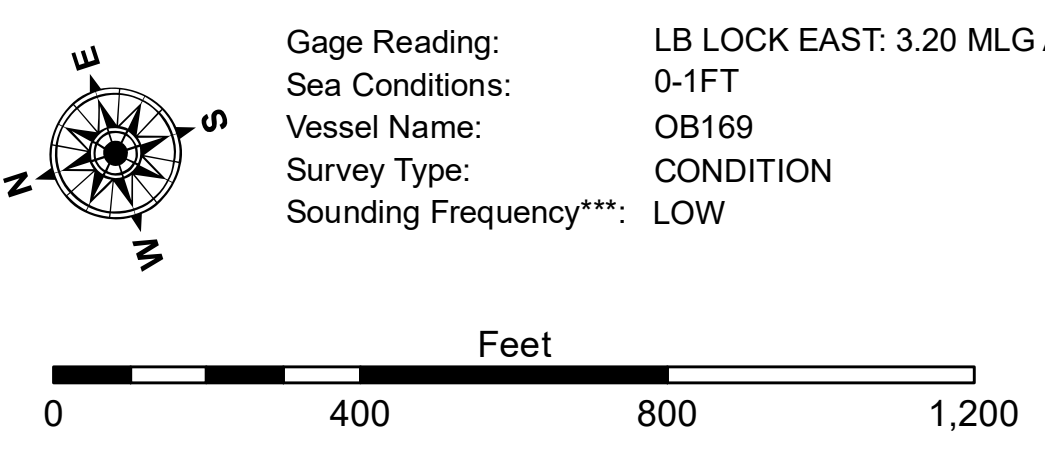 E
S
N
W
Gage Reading: LB LOCK EAST: 3.20 MLG
Sea Conditions: 0-1FT
Vessel Name: OB169
Survey Type: CONDITION
Sounding Frequency***: LOW
Feet
0 400 800 1,200